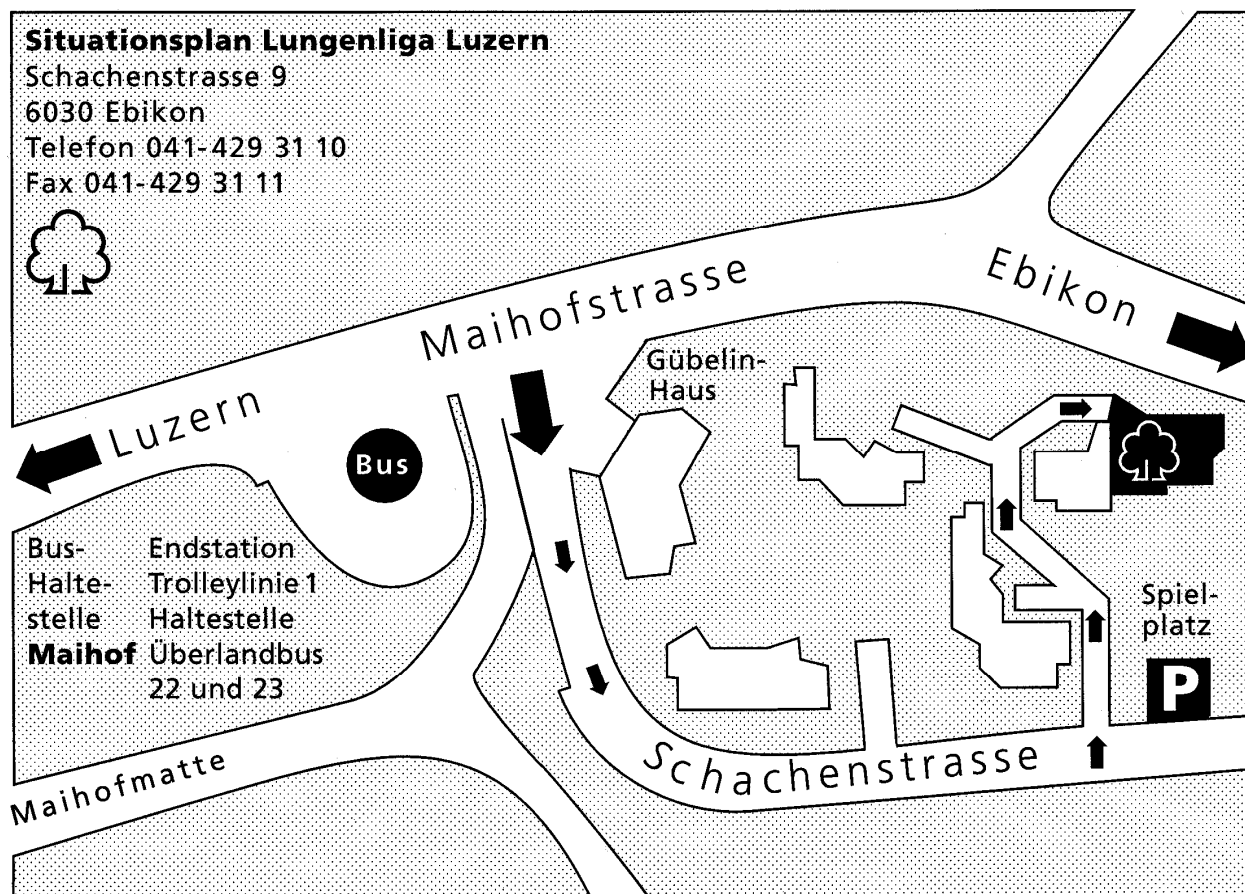 Situationsplan Lungenliga Luzern
Schachenstrasse 9
6030 Ebikon
Telefon 041-429 31 10
Fax 041-429 31 11
Maihofstrasse
Ebikon
Luzern
Gübelin-
Haus
Bus
Bus- Endstation
Halte- Trolleylinie 1
stelle Haltestelle
Maihof Überlandbus
22 und 23
Spiel-
platz
P
Schachenstrasse
Maihofmatte